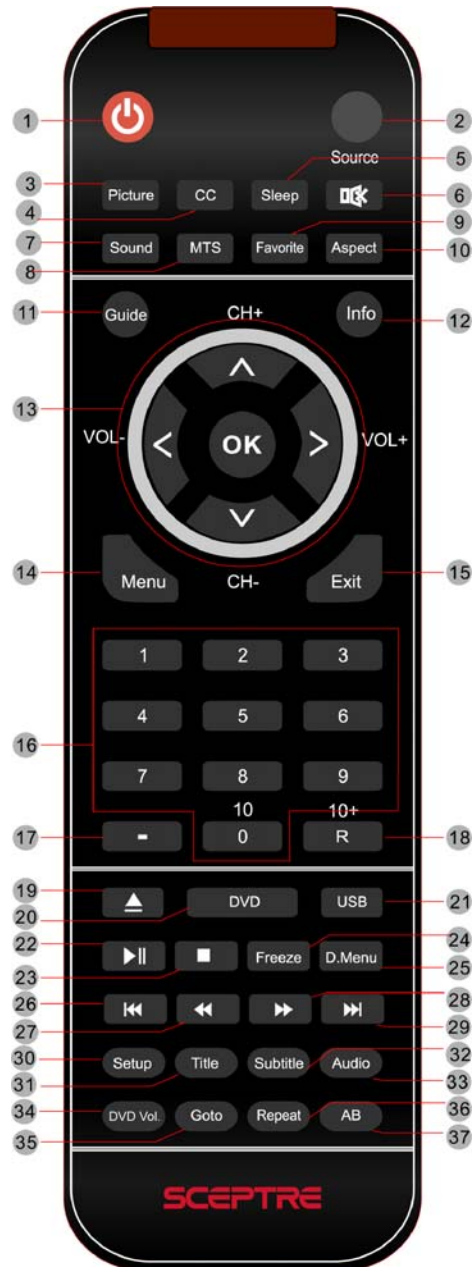 1 2
Source
5
3 Picture CC Sleep 6
4 9
7 Sound MTS Favorite Aspect 10
8
11 Guide CH+ Info 12
13
VOL- OK VOL+
14 Menu CH- Exit 15
1 2 3
4 5 6
16
7 8 9
10 10+
17 - 0 R 18
19
20 DVD USB 21
22 24
23 Freeze D.Menu 25
26 28
27 29
30 Setup Title Subtitle Audio 32
31 33
34 DVD Vol. Goto Repeat AB 36
35 37
SCEPTRE